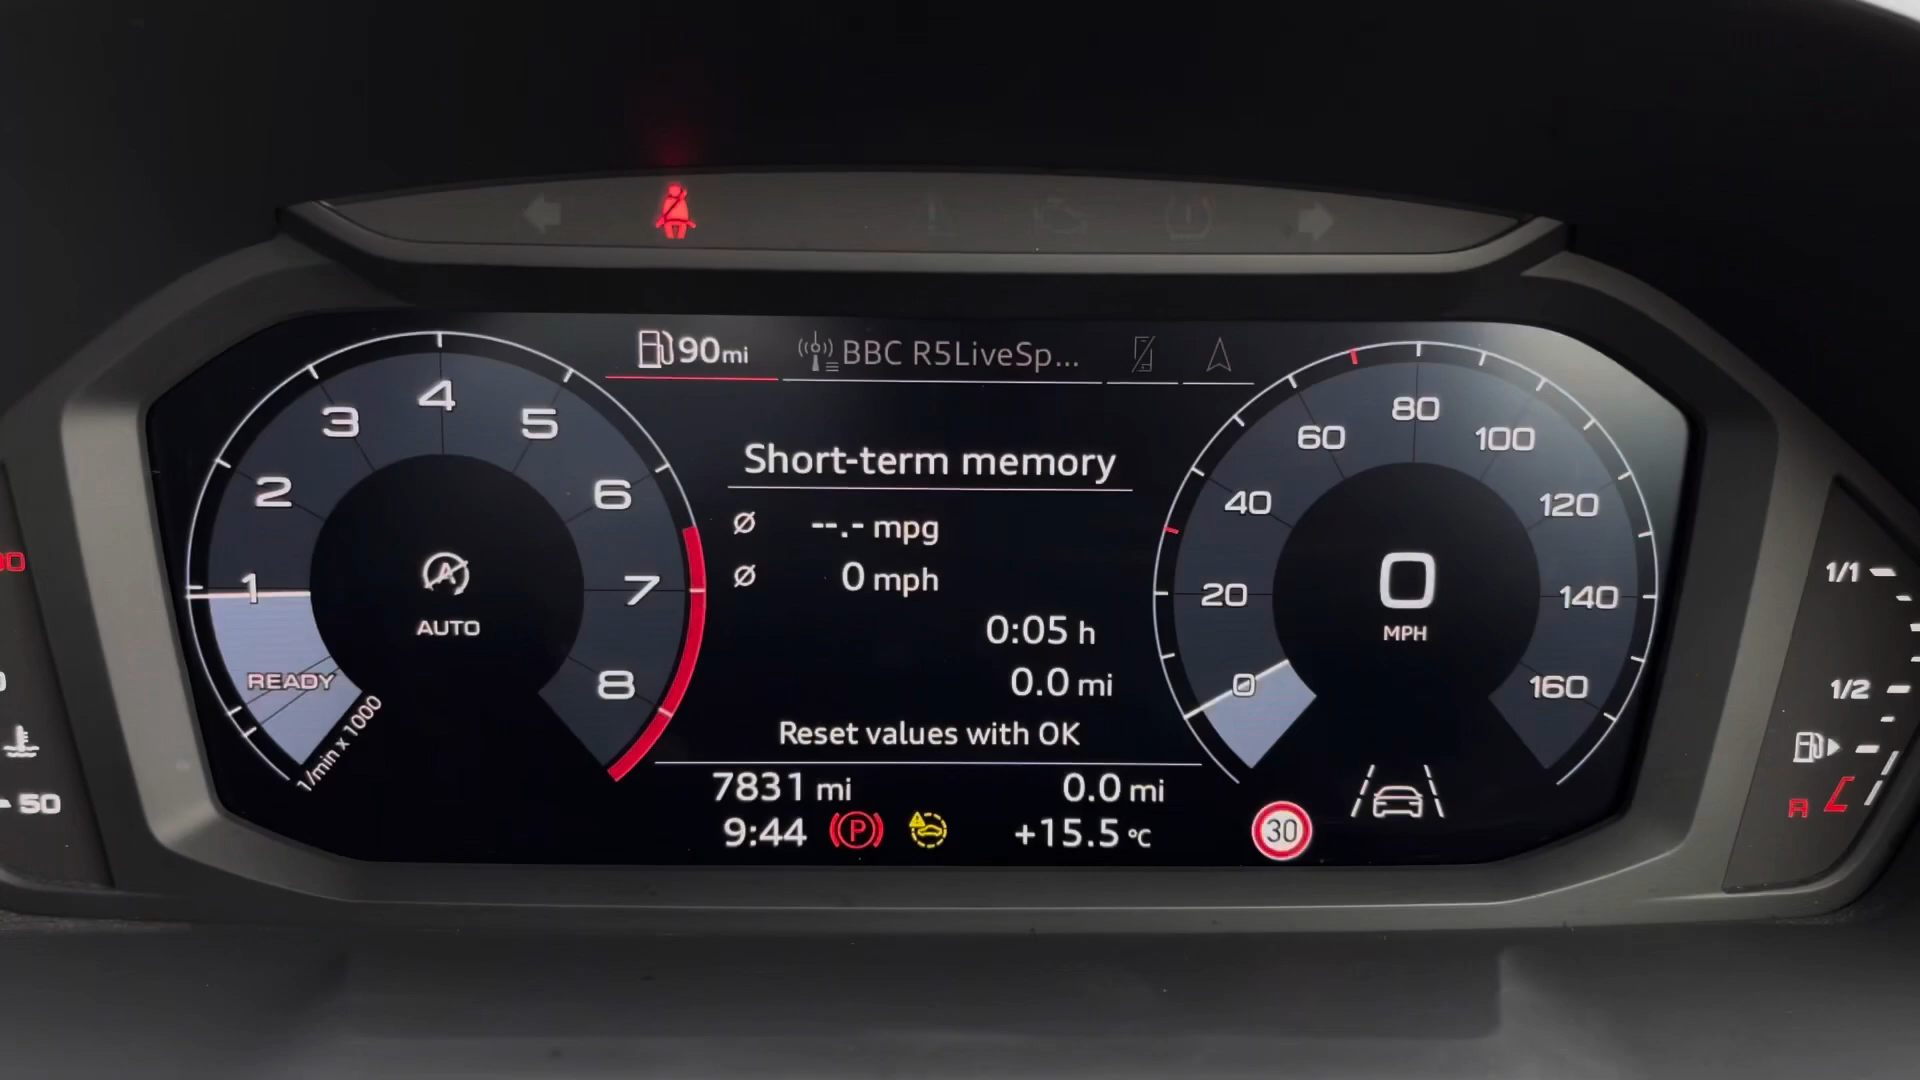 90mi
BBC R5LiveSp...
1
2
3
4
5
6
7
8
READY
1/min x 1000
A
AUTO
Short-term memory
Ø --.- mpg
Ø 0 mph
0:05 h
0.0 mi
Reset values with OK
7831 mi
0.0 mi
9:44
P
+15.5 °C
0
20
40
60
80
100
120
140
160
0
MPH
30
50
1/1
1/2
R